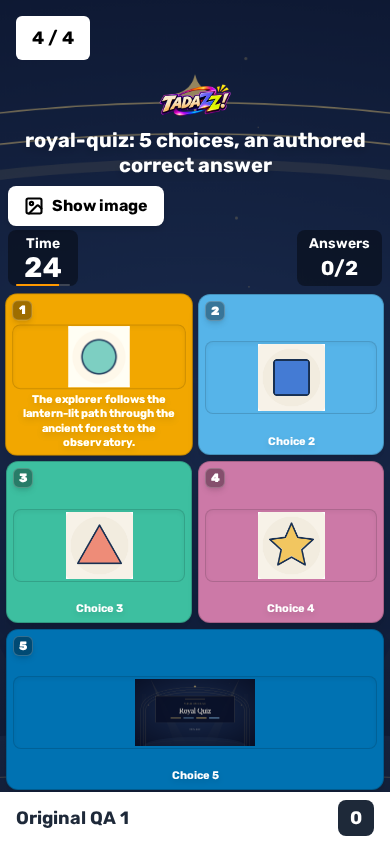 4 / 4
TADAZZ!
royal-quiz: 5 choices, an authored
correct answer
Show image
Time
24
Answers
0/2
1
The explorer follows the
lantern-lit path through the
ancient forest to the
observatory.
2
Choice 2
3
Choice 3
4
Choice 4
5
Royal Quiz
Choice 5
Original QA 1
0